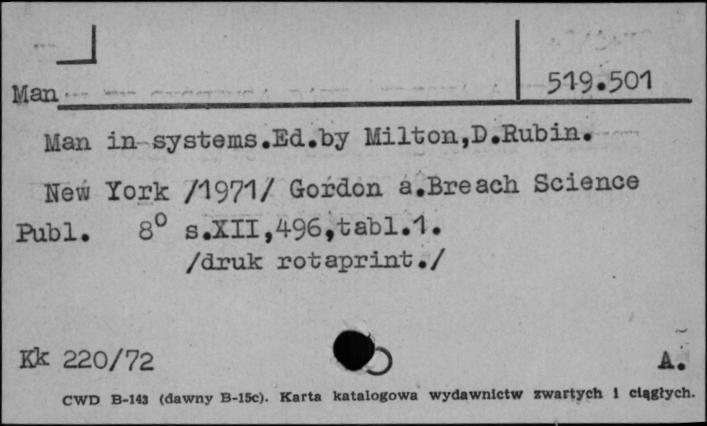 519.501
Man
Man in systems.Ed.by Milton,D.Rubin.
New York /1971/ Gordon a.Breach Science
Publ. 8° s.XII,496,tabl.1.
/druk rotaprint./
Kk 220/72 A.
CWD B-143 (dawny B-15c). Karta katalogowa wydawnictw zwartych i ciągłych.